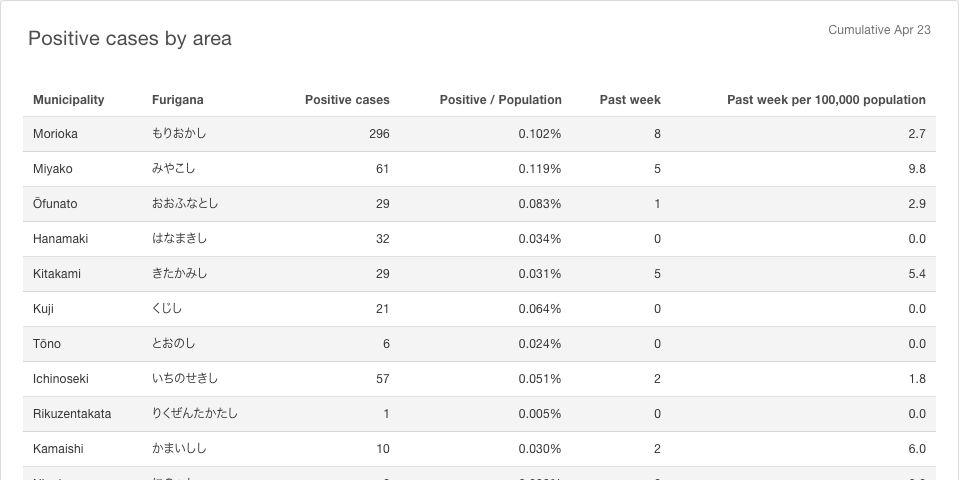 Positive cases by area
Cumulative Apr 23
Municipality Furigana Positive cases Positive / Population Past week Past week per 100,000 population
Morioka もりおかし 296 0.102% 8 2.7
Miyako みやこし 61 0.119% 5 9.8
Ōfunato おおふなとし 29 0.083% 1 2.9
Hanamaki はなまきし 32 0.034% 0 0.0
Kitakami きたかみし 29 0.031% 5 5.4
Kuji くじし 21 0.064% 0 0.0
Tōno とおのし 6 0.024% 0 0.0
Ichinoseki いちのせきし 57 0.051% 2 1.8
Rikuzentakata りくぜんたかたし 1 0.005% 0 0.0
Kamaishi かまいしし 10 0.030% 2 6.0